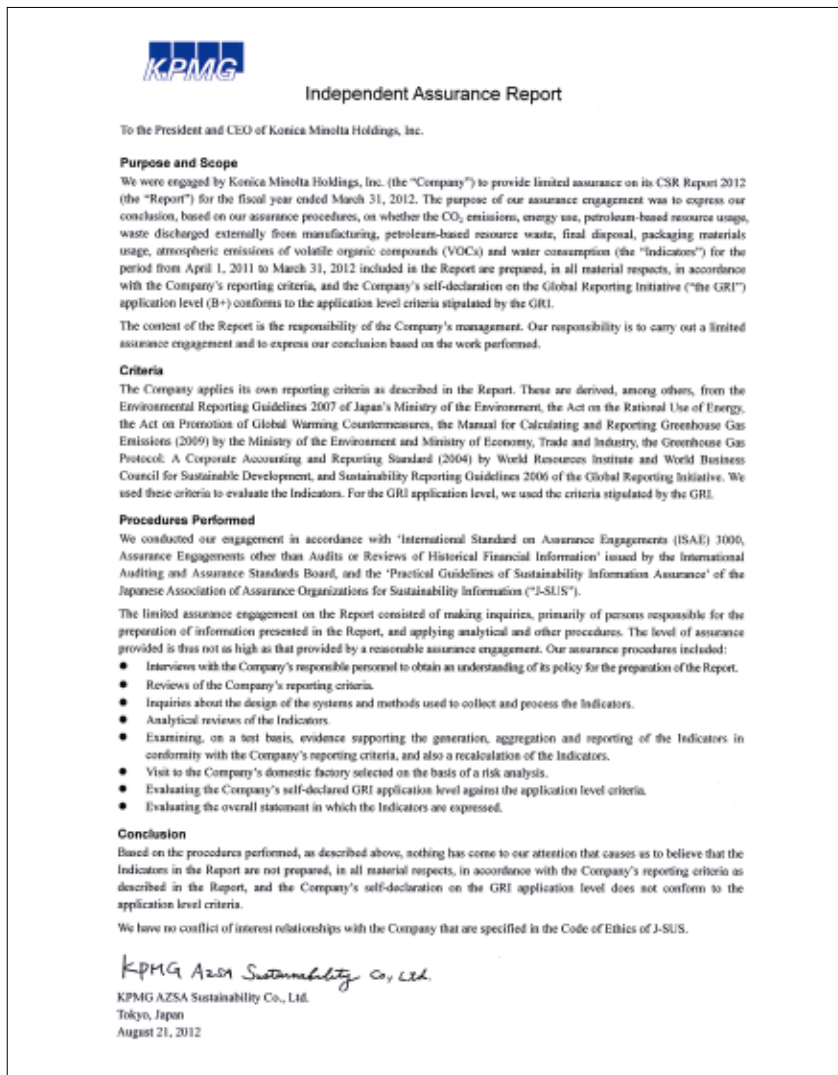 KPMG
Independent Assurance Report
To the President and CEO of Konica Minolta Holdings, Inc.
Purpose and Scope
We were engaged by Konica Minolta Holdings, Inc. (the “Company”) to provide limited assurance on its CSR Report 2012
(the “Report”) for the fiscal year ended March 31, 2012. The purpose of our assurance engagement was to express our
conclusion, based on our assurance procedures, on whether the CO₂ emissions, energy use, petroleum-based resource usage,
waste discharged externally from manufacturing, petroleum-based resource waste, final disposal, packaging materials
usage, atmospheric emissions of volatile organic compounds (VOCs) and water consumption (the “Indicators”) for the
period from April 1, 2011 to March 31, 2012 included in the Report are prepared, in all material respects, in accordance
with the Company’s reporting criteria, and the Company’s self-declaration on the Global Reporting Initiative (“the GRI”)
application level (B+) conforms to the application level criteria stipulated by the GRI.
The content of the Report is the responsibility of the Company’s management. Our responsibility is to carry out a limited
assurance engagement and to express our conclusion based on the work performed.
Criteria
The Company applies its own reporting criteria as described in the Report. These are derived, among others, from the
Environmental Reporting Guidelines 2007 of Japan’s Ministry of the Environment, the Act on the Rational Use of Energy,
the Act on Promotion of Global Warming Countermeasures, the Manual for Calculating and Reporting Greenhouse Gas
Emissions (2009) by the Ministry of the Environment and Ministry of Economy, Trade and Industry, the Greenhouse Gas
Protocol: A Corporate Accounting and Reporting Standard (2004) by World Resources Institute and World Business
Council for Sustainable Development, and Sustainability Reporting Guidelines 2006 of the Global Reporting Initiative. We
used these criteria to evaluate the Indicators. For the GRI application level, we used the criteria stipulated by the GRI.
Procedures Performed
We conducted our engagement in accordance with ‘International Standard on Assurance Engagements (ISAE) 3000,
Assurance Engagements other than Audits or Reviews of Historical Financial Information’ issued by the International
Auditing and Assurance Standards Board, and the ‘Practical Guidelines of Sustainability Information Assurance’ of the
Japanese Association of Assurance Organizations for Sustainability Information (“J-SUS”).
The limited assurance engagement on the Report consisted of making inquiries, primarily of persons responsible for the
preparation of information presented in the Report, and applying analytical and other procedures. The level of assurance
provided is thus not as high as that provided by a reasonable assurance engagement. Our assurance procedures included:
● Interviews with the Company’s responsible personnel to obtain an understanding of its policy for the preparation of the Report.
● Reviews of the Company’s reporting criteria.
● Inquiries about the design of the systems and methods used to collect and process the Indicators.
● Analytical reviews of the Indicators.
● Examining, on a test basis, evidence supporting the generation, aggregation and reporting of the Indicators in
conformity with the Company’s reporting criteria, and also a recalculation of the Indicators.
● Visit to the Company’s domestic factory selected on the basis of a risk analysis.
● Evaluating the Company’s self-declared GRI application level against the application level criteria.
● Evaluating the overall statement in which the Indicators are expressed.
Conclusion
Based on the procedures performed, as described above, nothing has come to our attention that causes us to believe that the
Indicators in the Report are not prepared, in all material respects, in accordance with the Company’s reporting criteria as
described in the Report, and the Company’s self-declaration on the GRI application level does not conform to the
application level criteria.
We have no conflict of interest relationships with the Company that are specified in the Code of Ethics of J-SUS.
KPMG AZSA Sustainability Co., Ltd.
KPMG AZSA Sustainability Co., Ltd.
Tokyo, Japan
August 21, 2012